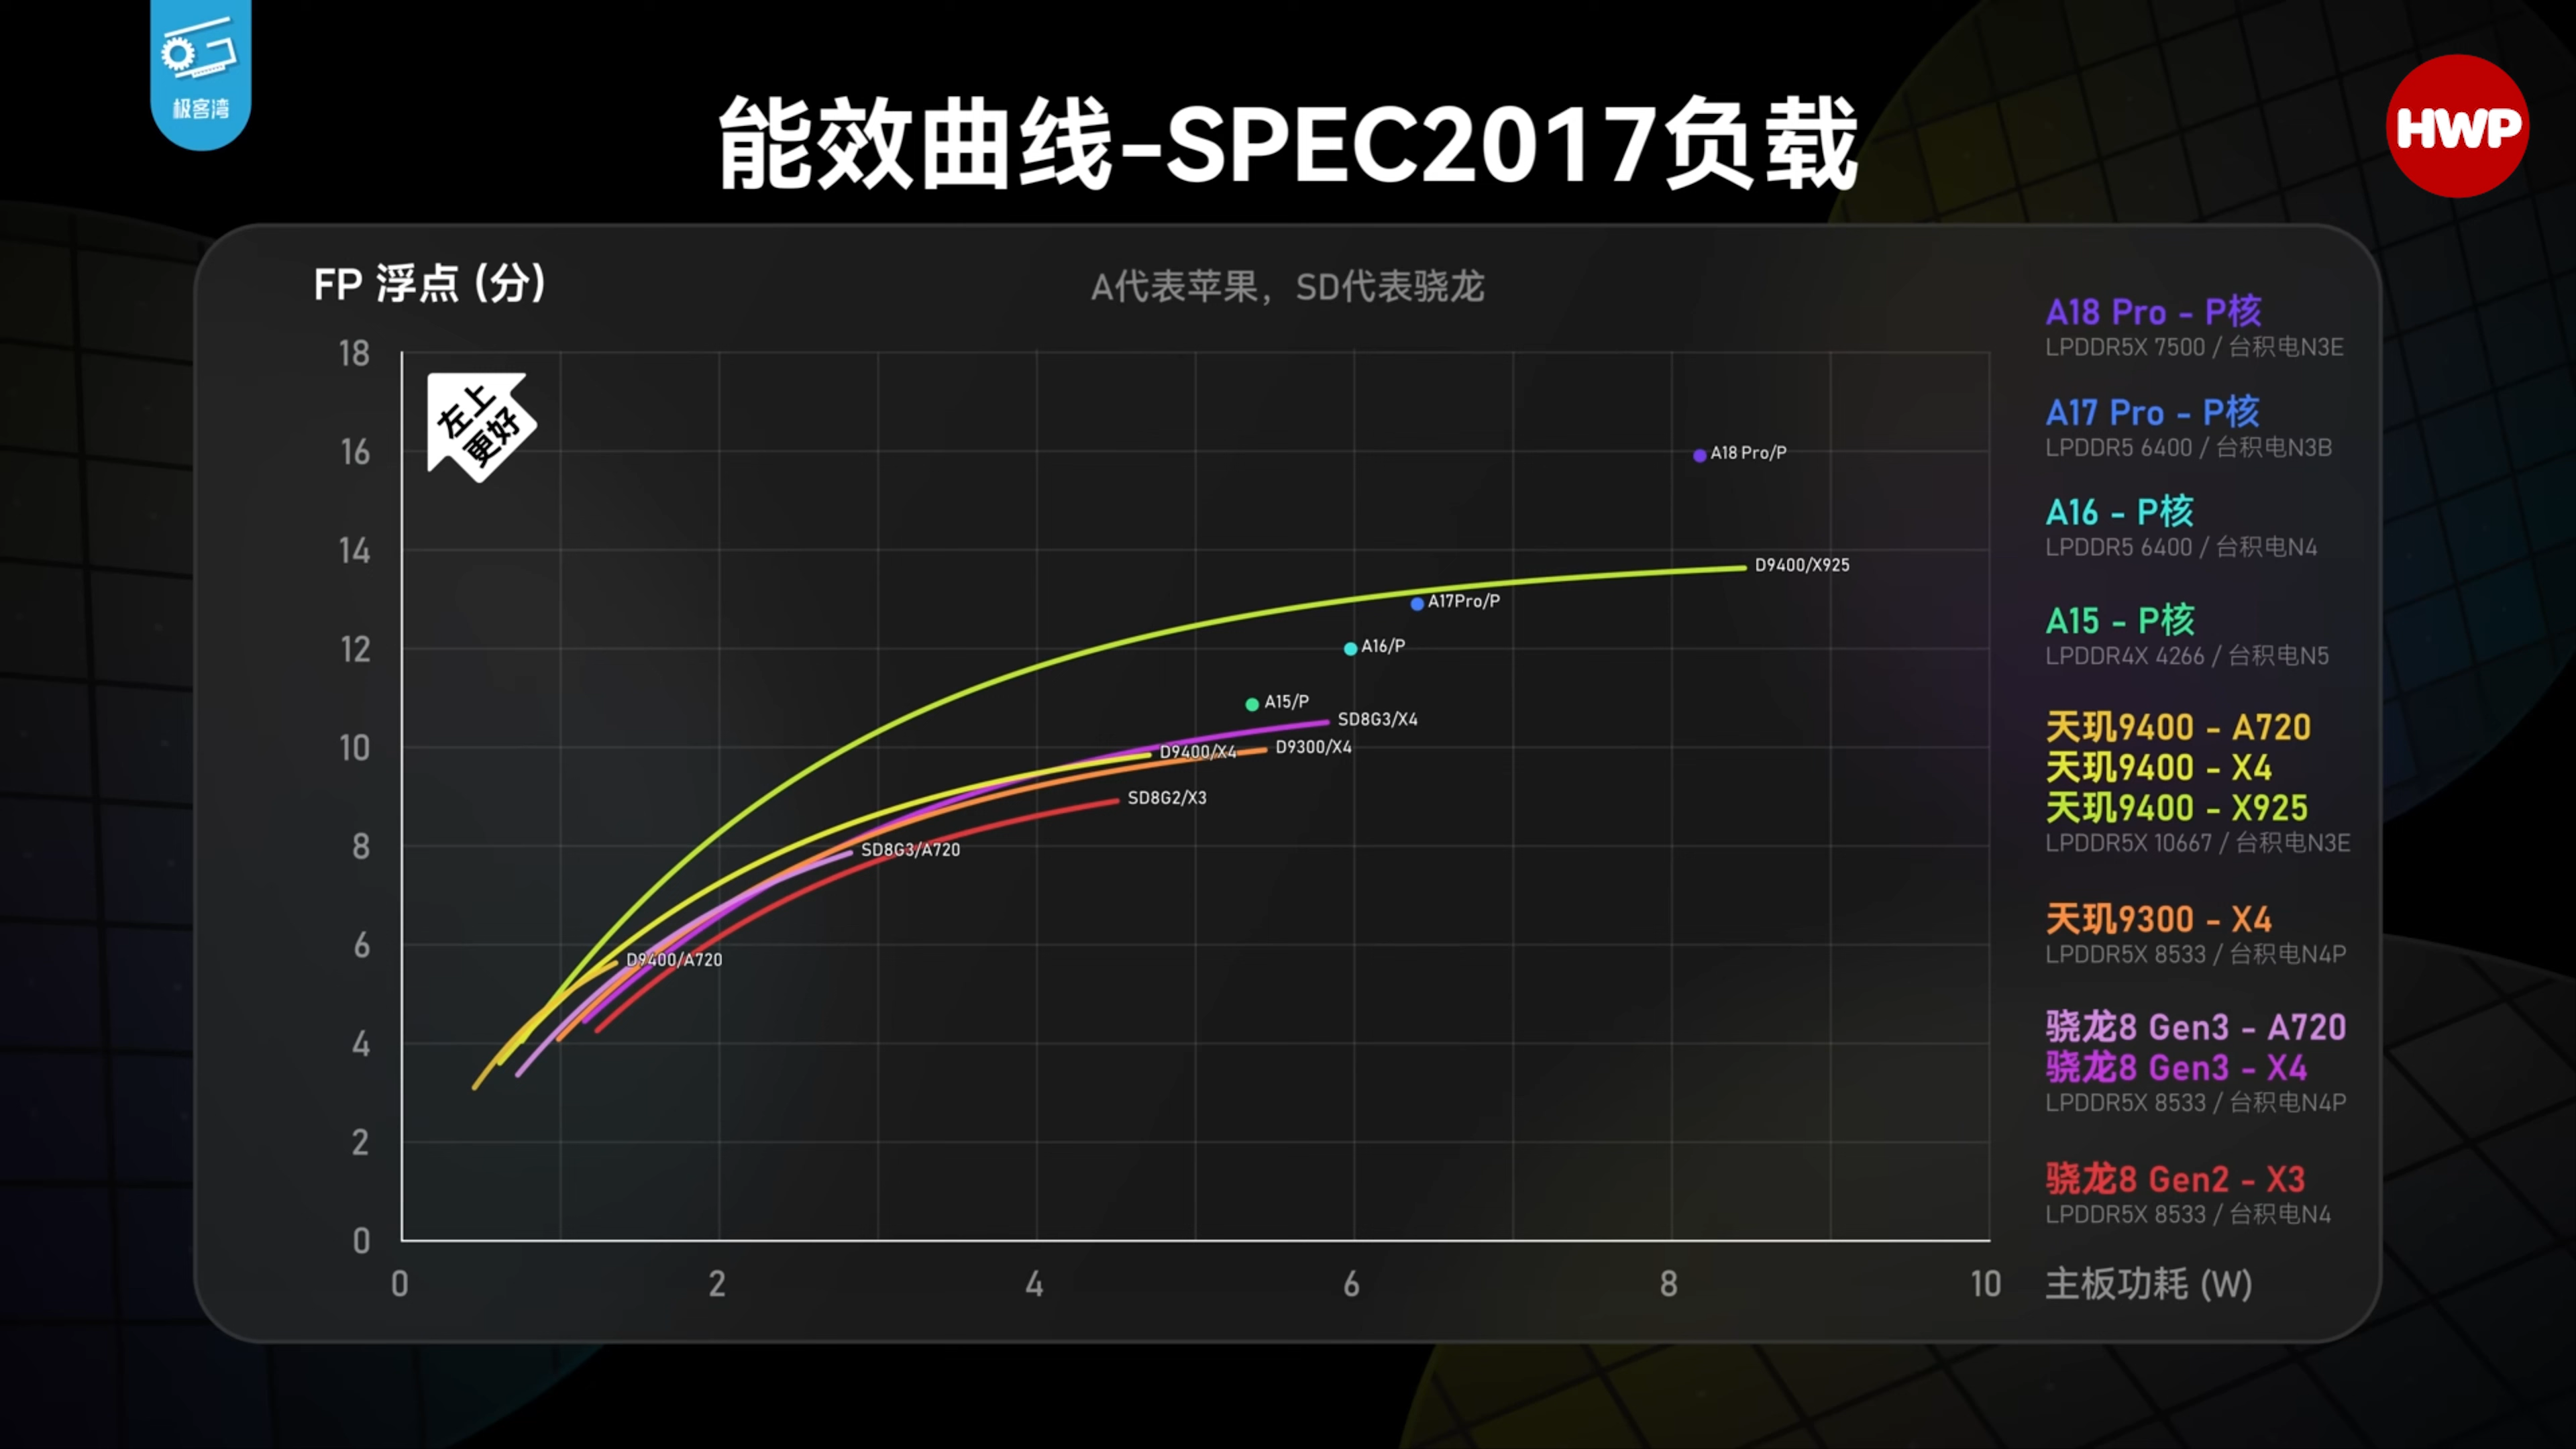 极客湾
HWP
能效曲线-SPEC2017负载
FP 浮点 (分)
A代表苹果，SD代表骁龙
左上
更好
18
16
14
12
10
8
6
4
2
0
A18 Pro/P
D9400/X925
A17Pro/P
A16/P
A15/P
SD8G3/X4
D9400/X4
D9300/X4
SD8G2/X3
SD8G3/A720
D9400/A720
0
2
4
6
8
10
主板功耗 (W)
A18 Pro - P核
LPDDR5X 7500 / 台积电N3E
A17 Pro - P核
LPDDR5 6400 / 台积电N3B
A16 - P核
LPDDR5 6400 / 台积电N4
A15 - P核
LPDDR4X 4266 / 台积电N5
天玑9400 - A720
天玑9400 - X4
天玑9400 - X925
LPDDR5X 10667 / 台积电N3E
天玑9300 - X4
LPDDR5X 8533 / 台积电N4P
骁龙8 Gen3 - A720
骁龙8 Gen3 - X4
LPDDR5X 8533 / 台积电N4P
骁龙8 Gen2 - X3
LPDDR5X 8533 / 台积电N4